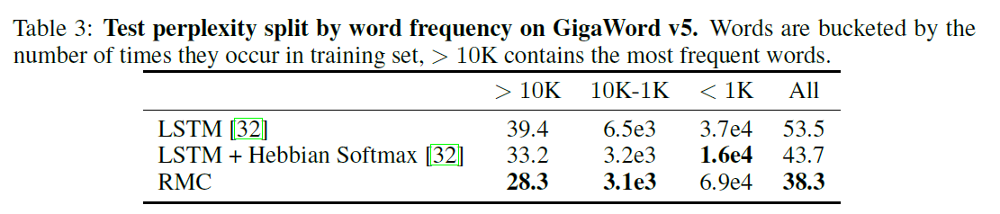 Table 3: Test perplexity split by word frequency on GigaWord v5. Words are bucketed by the
number of times they occur in training set, > 10K contains the most frequent words.
> 10K 10K-1K < 1K All
LSTM [32] 39.4 6.5e3 3.7e4 53.5
LSTM + Hebbian Softmax [32] 33.2 3.2e3 1.6e4 43.7
RMC 28.3 3.1e3 6.9e4 38.3